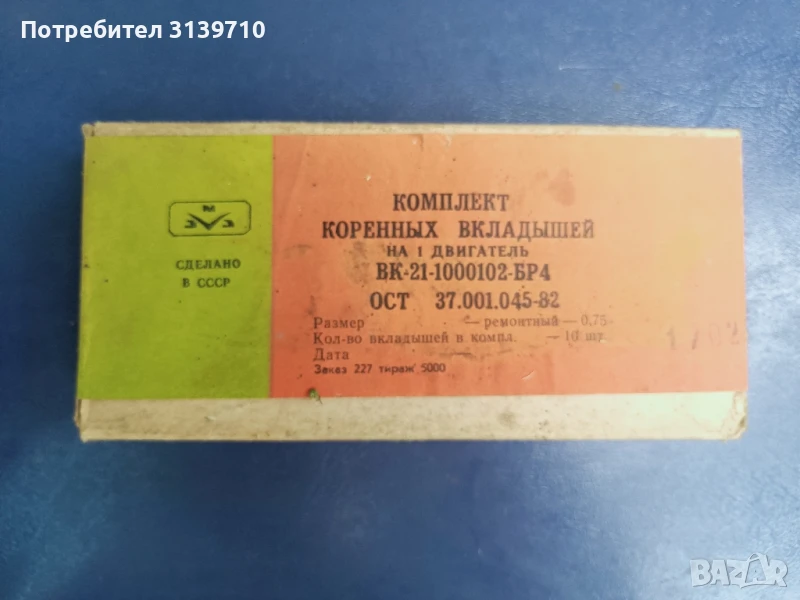 Потребител 3139710
КОМПЛЕКТ
КОРЕННЫХ ВКЛАДЫШЕЙ
НА 1 ДВИГАТЕЛЬ
ВК-21-1000102-БР4
ОСТ 37.001.045-82
СДЕЛАНО
В СССР
Размер — ремонтный — 0,75
Кол-во вкладышей в компл. — 10 шт.
Дата —
Заказ 227 тираж 5000
BAZAR